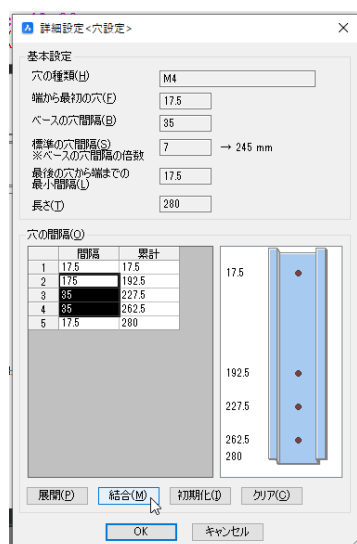 詳細設定<穴設定>
基本設定
穴の種類(H) M4
端から最初の穴(F) 17.5
ベースの穴間隔(B) 35
標準の穴間隔(S) 7 → 245 mm
※ベースの穴間隔の倍数
最後の穴から端までの 17.5
最小間隔(L)
長さ(T) 280
穴の間隔(O)
間隔 累計
1 17.5 17.5
2 175 192.5
3 35 227.5
4 35 262.5
5 17.5 280
17.5
192.5
227.5
262.5
280
展開(P) 結合(M) 初期化(I) クリア(C)
OK キャンセル